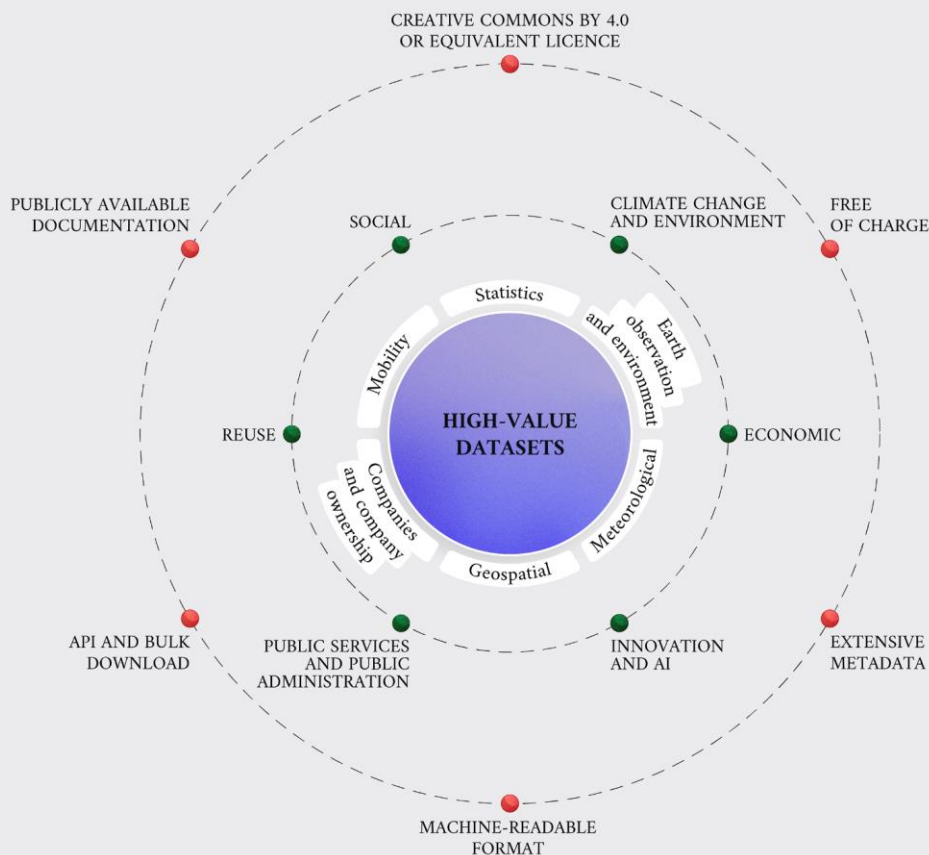 CREATIVE COMMONS BY 4.0
OR EQUIVALENT LICENCE
PUBLICLY AVAILABLE
DOCUMENTATION
SOCIAL
CLIMATE CHANGE
AND ENVIRONMENT
FREE
OF CHARGE
Statistics
Earth
observation
and environment
Mobility
HIGH-VALUE
DATASETS
REUSE
ECONOMIC
Companies
and company
ownership
Meteorological
Geospatial
API AND BULK
DOWNLOAD
PUBLIC SERVICES
AND PUBLIC
ADMINISTRATION
INNOVATION
AND AI
EXTENSIVE
METADATA
MACHINE-READABLE
FORMAT